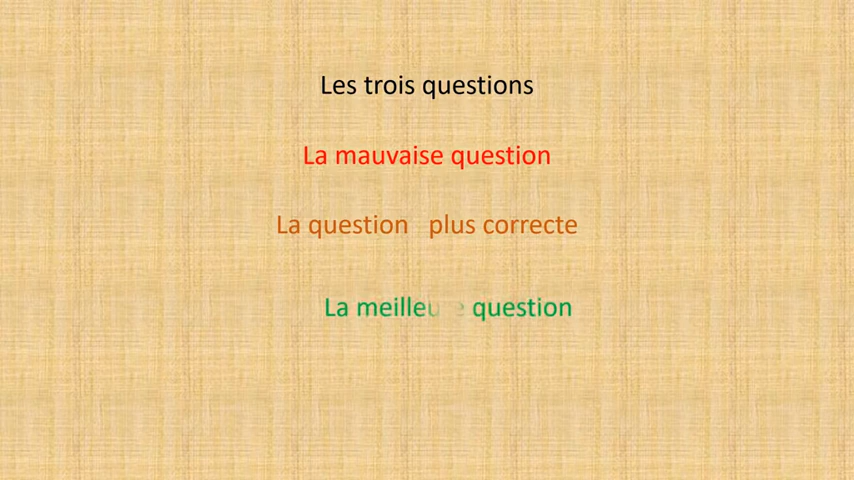 Les trois questions
La mauvaise question
La question plus correcte
La meilleure question